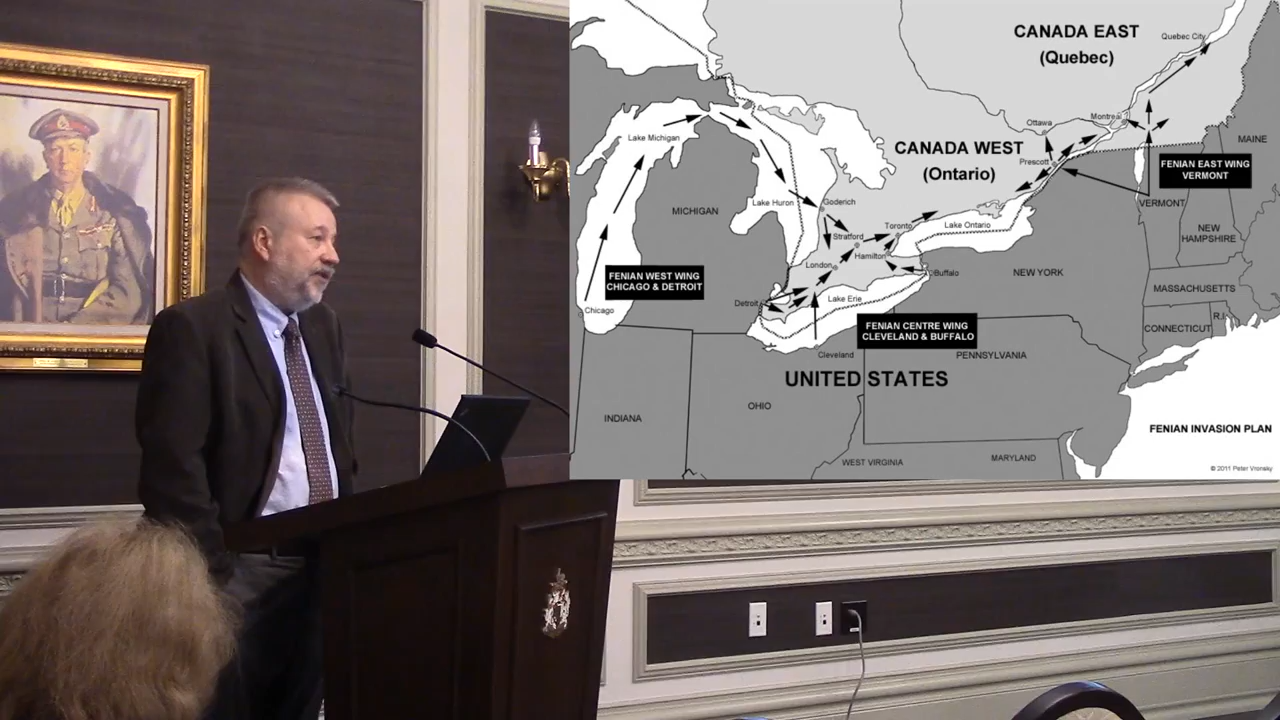 CANADA EAST
(Quebec)
Quebec City
Lake Michigan
Ottawa
Montreal
CANADA WEST
(Ontario)
MAINE
Prescott
FENIAN EAST WING
VERMONT
Lake Huron
Goderich
VERMONT
MICHIGAN
Stratford
Toronto
Lake Ontario
NEW
HAMPSHIRE
London
Hamilton
FENIAN WEST WING
CHICAGO & DETROIT
Buffalo
NEW YORK
MASSACHUSETTS
Detroit
Lake Erie
Chicago
R.I.
CONNECTICUT
FENIAN CENTRE WING
CLEVELAND & BUFFALO
Cleveland
PENNSYLVANIA
UNITED STATES
OHIO
INDIANA
FENIAN INVASION PLAN
WEST VIRGINIA
MARYLAND
© 2011 Peter Vronsky